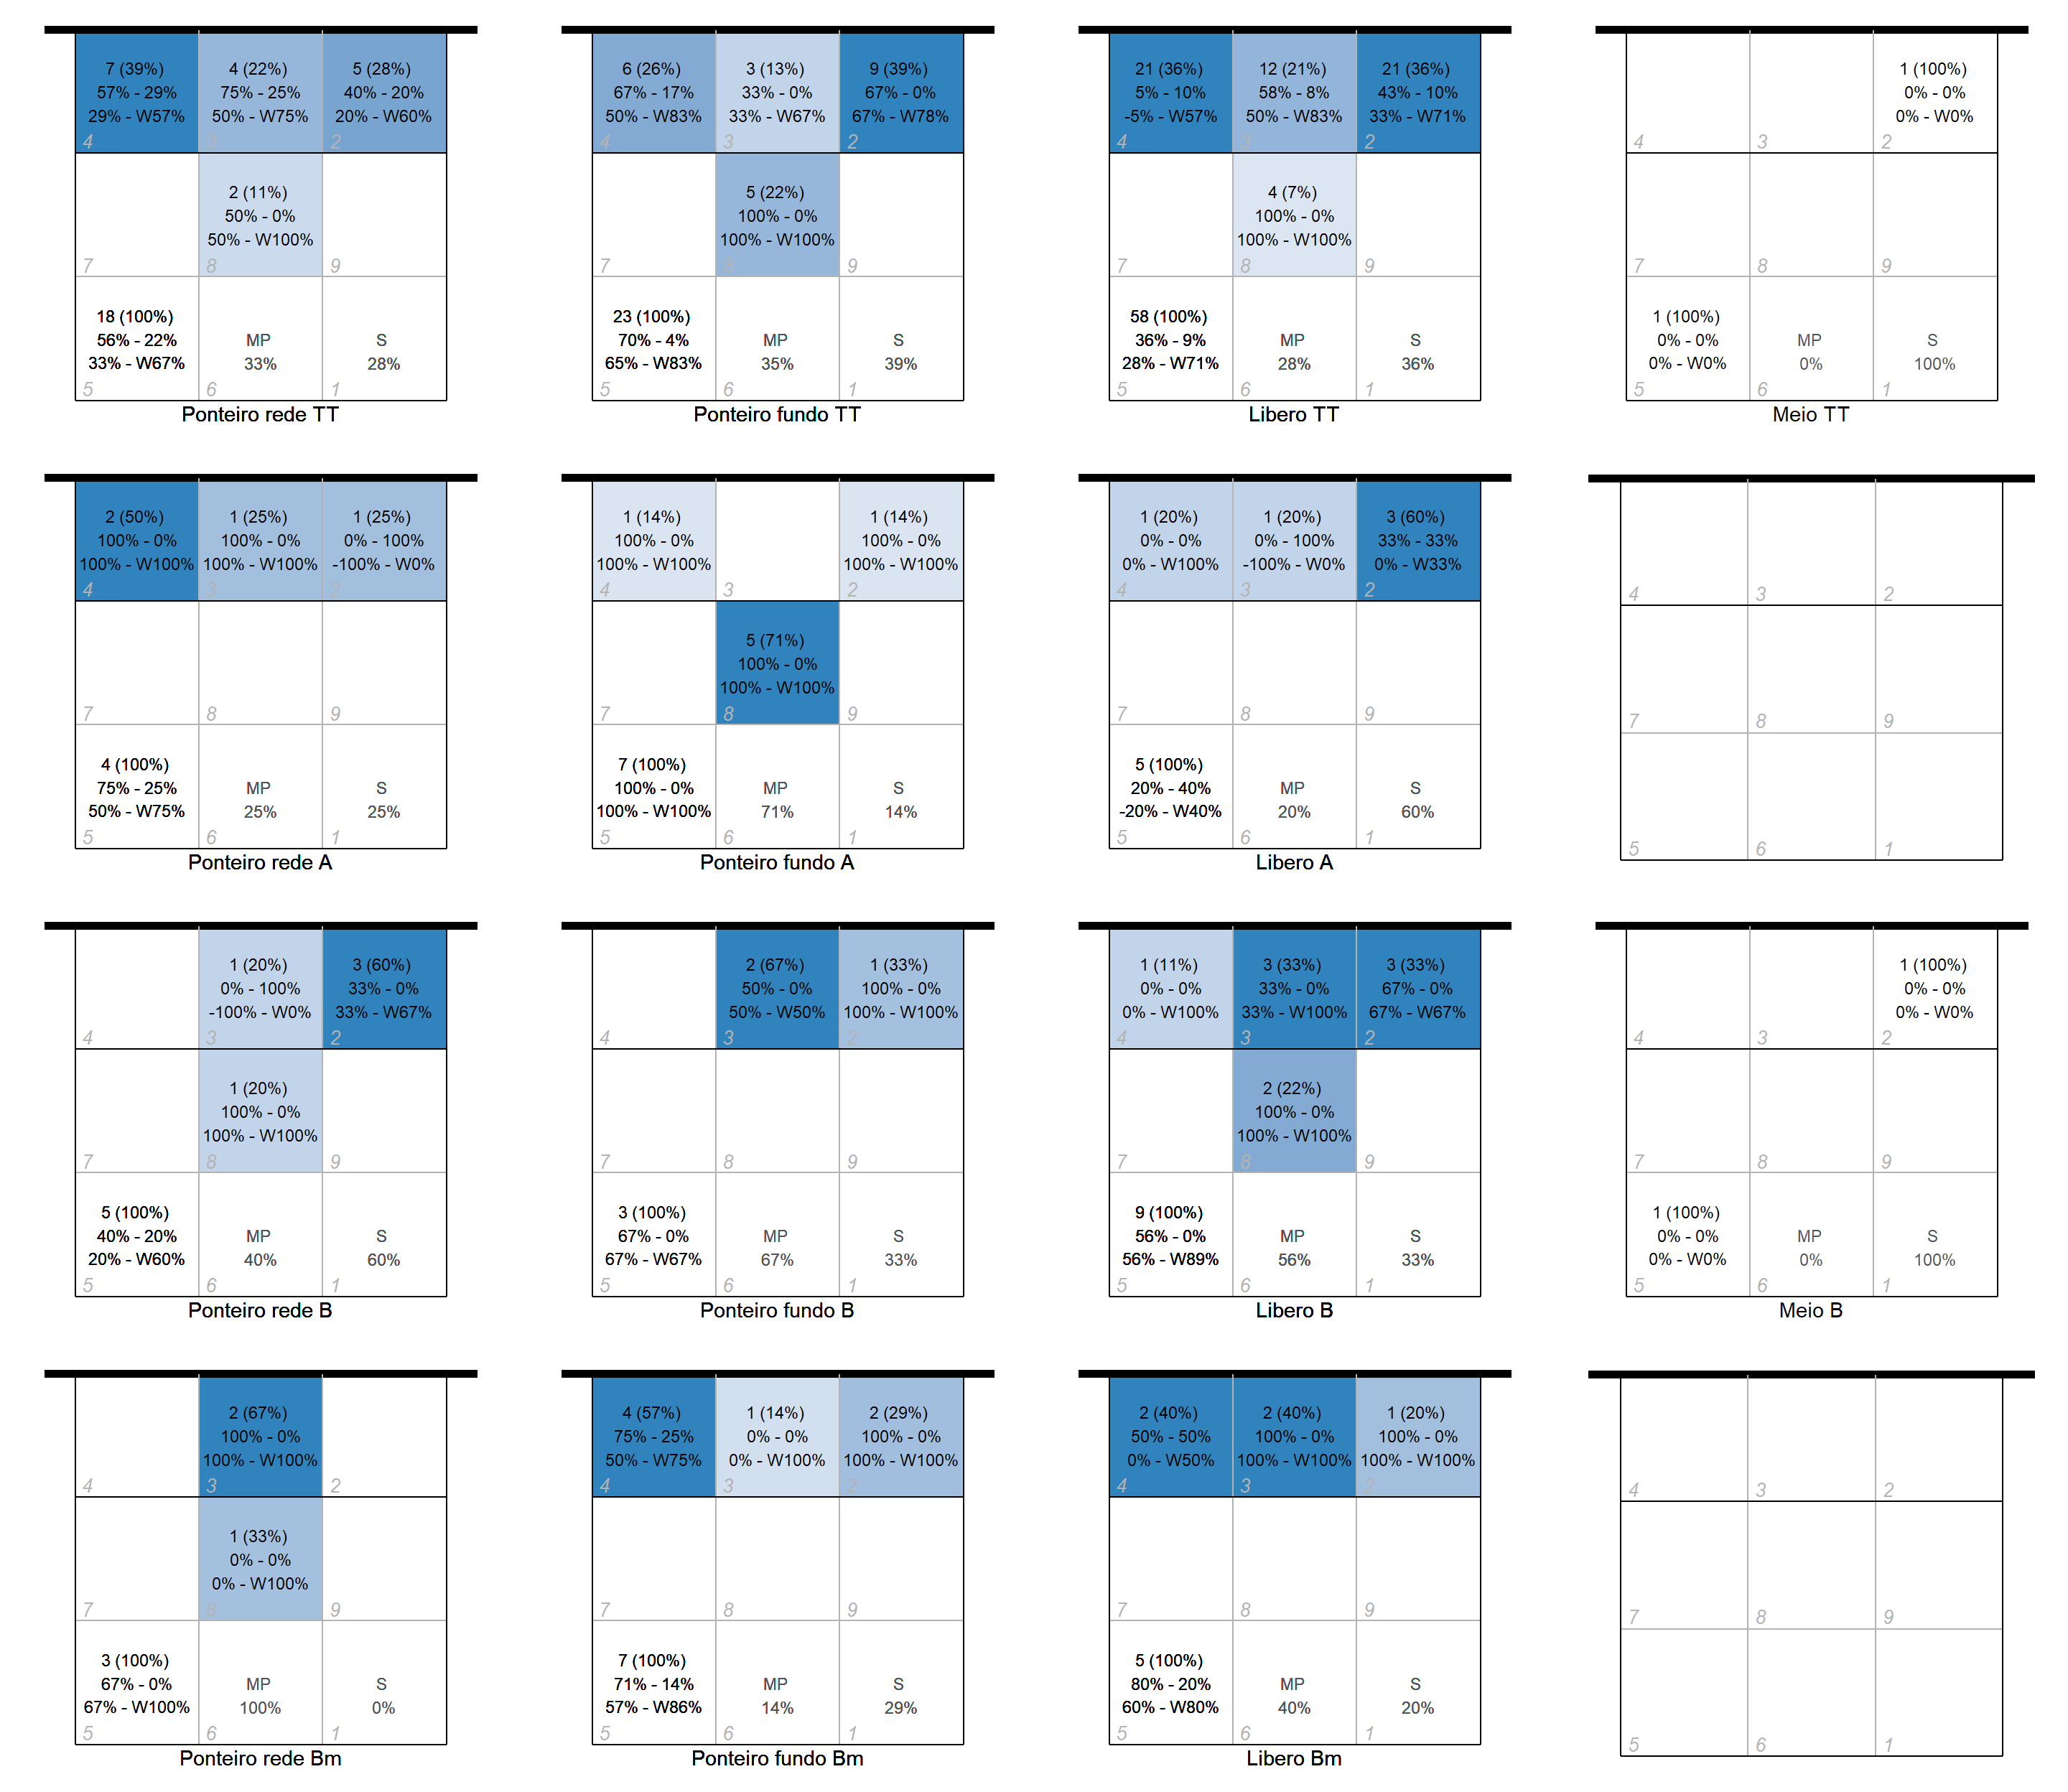 7 (39%)
57% - 29%
29% - W57%
4
4 (22%)
75% - 25%
50% - W75%
3
5 (28%)
40% - 20%
20% - W60%
2
7
2 (11%)
50% - 0%
50% - W100%
8
9
18 (100%)
56% - 22%
33% - W67%
5
MP
33%
6
S
28%
1
Ponteiro rede TT
6 (26%)
67% - 17%
50% - W83%
4
3 (13%)
33% - 0%
33% - W67%
3
9 (39%)
67% - 0%
67% - W78%
2
7
5 (22%)
100% - 0%
100% - W100%
8
9
23 (100%)
70% - 4%
65% - W83%
5
MP
35%
6
S
39%
1
Ponteiro fundo TT
21 (36%)
5% - 10%
-5% - W57%
4
12 (21%)
58% - 8%
50% - W83%
3
21 (36%)
43% - 10%
33% - W71%
2
7
4 (7%)
100% - 0%
100% - W100%
8
9
58 (100%)
36% - 9%
28% - W71%
5
MP
28%
6
S
36%
1
Libero TT
4
3
1 (100%)
0% - 0%
0% - W0%
2
7
8
9
1 (100%)
0% - 0%
0% - W0%
5
MP
0%
6
S
100%
1
Meio TT
2 (50%)
100% - 0%
100% - W100%
4
1 (25%)
100% - 0%
100% - W100%
3
1 (25%)
0% - 100%
-100% - W0%
2
7
8
9
4 (100%)
75% - 25%
50% - W75%
5
MP
25%
6
S
25%
1
Ponteiro rede A
1 (14%)
100% - 0%
100% - W100%
4
3
1 (14%)
100% - 0%
100% - W100%
2
7
5 (71%)
100% - 0%
100% - W100%
8
9
7 (100%)
100% - 0%
100% - W100%
5
MP
71%
6
S
14%
1
Ponteiro fundo A
1 (20%)
0% - 0%
0% - W100%
4
1 (20%)
0% - 100%
-100% - W0%
3
3 (60%)
33% - 33%
0% - W33%
2
7
8
9
5 (100%)
20% - 40%
-20% - W40%
5
MP
20%
6
S
60%
1
Libero A
4
3
2
7
8
9
5
6
1
4
1 (20%)
0% - 100%
-100% - W0%
3
3 (60%)
33% - 0%
33% - W67%
2
7
1 (20%)
100% - 0%
100% - W100%
8
9
5 (100%)
40% - 20%
20% - W60%
5
MP
40%
6
S
60%
1
Ponteiro rede B
4
2 (67%)
50% - 0%
50% - W50%
3
1 (33%)
100% - 0%
100% - W100%
2
7
8
9
3 (100%)
67% - 0%
67% - W67%
5
MP
67%
6
S
33%
1
Ponteiro fundo B
1 (11%)
0% - 0%
0% - W100%
4
3 (33%)
33% - 0%
33% - W100%
3
3 (33%)
67% - 0%
67% - W67%
2
7
2 (22%)
100% - 0%
100% - W100%
8
9
9 (100%)
56% - 0%
56% - W89%
5
MP
56%
6
S
33%
1
Libero B
4
3
1 (100%)
0% - 0%
0% - W0%
2
7
8
9
1 (100%)
0% - 0%
0% - W0%
5
MP
0%
6
S
100%
1
Meio B
4
2 (67%)
100% - 0%
100% - W100%
3
2
7
1 (33%)
0% - 0%
0% - W100%
8
9
3 (100%)
67% - 0%
67% - W100%
5
MP
100%
6
S
0%
1
Ponteiro rede Bm
4 (57%)
75% - 25%
50% - W75%
4
1 (14%)
0% - 0%
0% - W100%
3
2 (29%)
100% - 0%
100% - W100%
2
7
8
9
7 (100%)
71% - 14%
57% - W86%
5
MP
14%
6
S
29%
1
Ponteiro fundo Bm
2 (40%)
50% - 50%
0% - W50%
4
2 (40%)
100% - 0%
100% - W100%
3
1 (20%)
100% - 0%
100% - W100%
2
7
8
9
5 (100%)
80% - 20%
60% - W80%
5
MP
40%
6
S
20%
1
Libero Bm
4
3
2
7
8
9
5
6
1